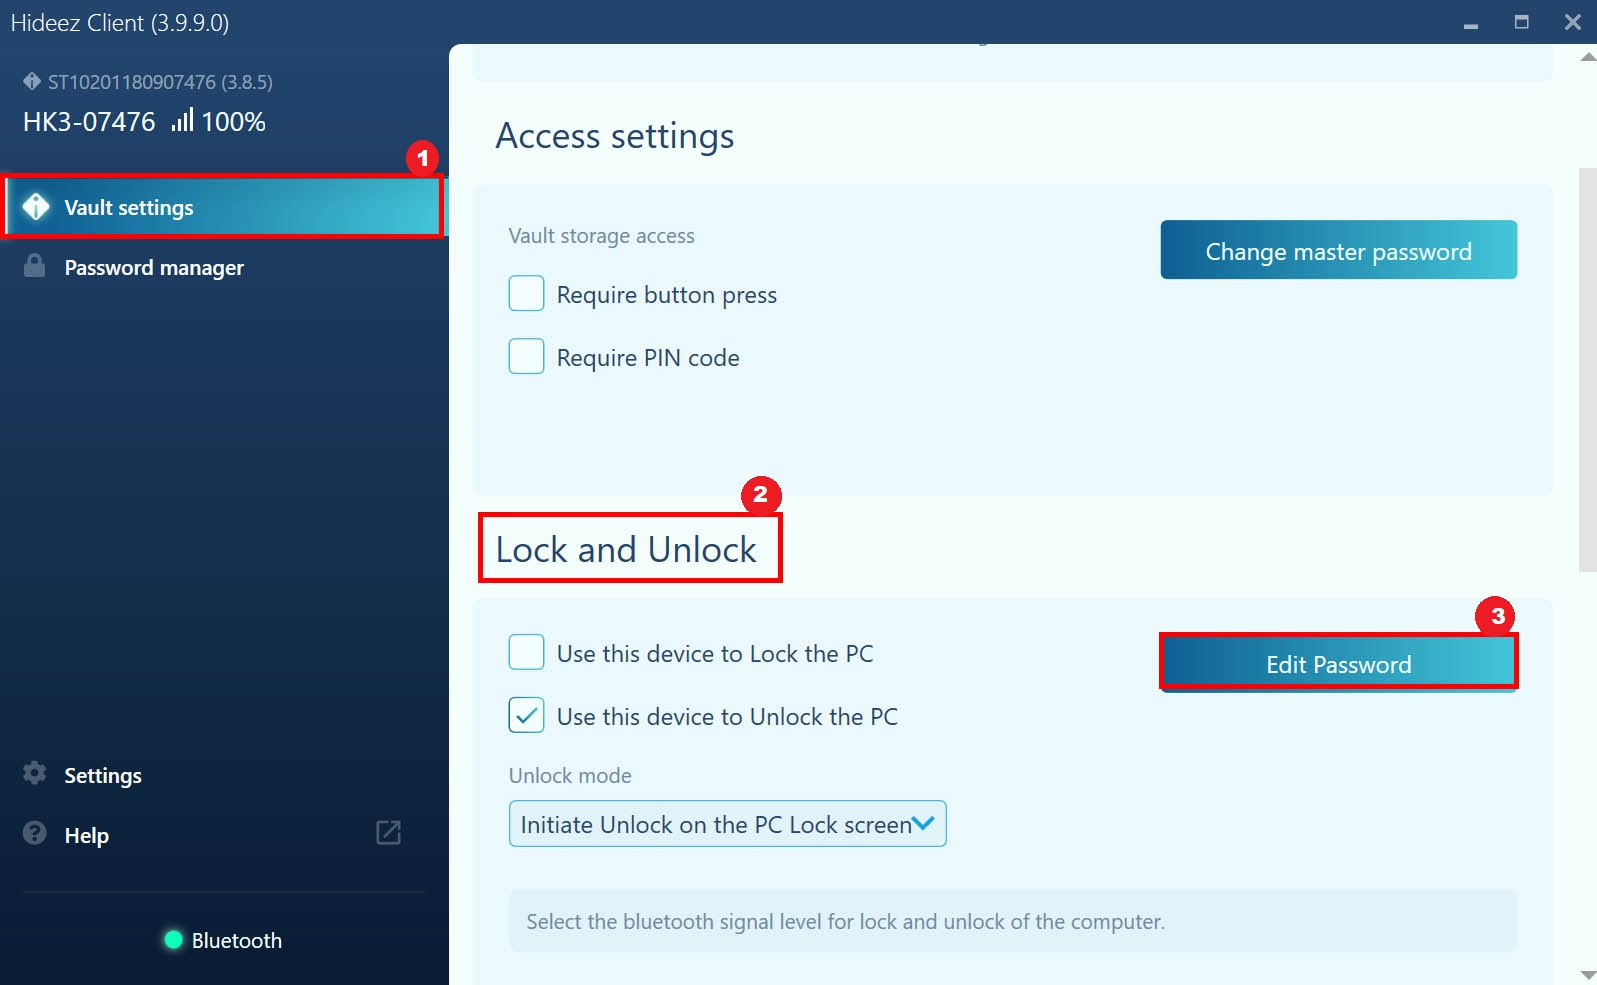 Hideez Client (3.9.9.0)
ST10201180907476 (3.8.5)
HK3-07476 100%
1
Vault settings
Password manager
Settings
Help
Bluetooth
Access settings
Vault storage access
Change master password
Require button press
Require PIN code
2
Lock and Unlock
3
Use this device to Lock the PC
Edit Password
Use this device to Unlock the PC
Unlock mode
Initiate Unlock on the PC Lock screen
Select the bluetooth signal level for lock and unlock of the computer.